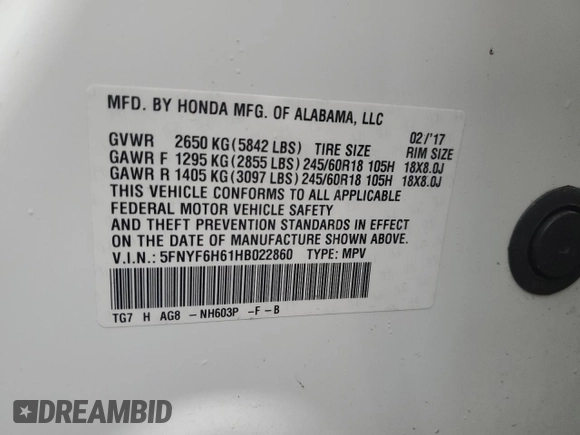 MFD. BY HONDA MFG. OF ALABAMA, LLC
02/'17
GVWR 2650 KG (5842 LBS) TIRE SIZE RIM SIZE
GAWR F 1295 KG (2855 LBS) 245/60R18 105H 18X8.0J
GAWR R 1405 KG (3097 LBS) 245/60R18 105H 18X8.0J
THIS VEHICLE CONFORMS TO ALL APPLICABLE
FEDERAL MOTOR VEHICLE SAFETY
AND THEFT PREVENTION STANDARDS IN EFFECT
ON THE DATE OF MANUFACTURE SHOWN ABOVE.
V.I.N.: 5FNYF6H61HB022860 TYPE: MPV
TG7 H AG8 - NH603P - F - B
DREAMBID